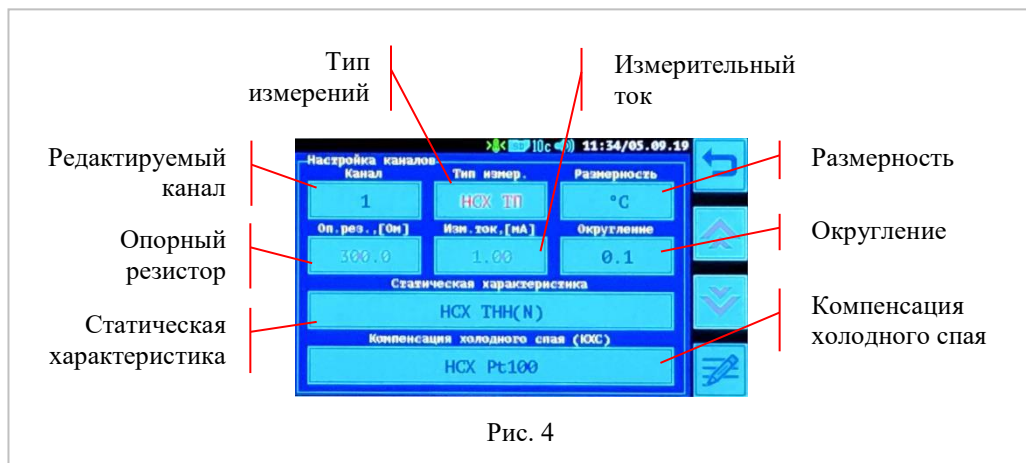 Тип
измерений
Измерительный
ток
Редактируемый
канал
Опорный
резистор
Статическая
характеристика
10с 11:34/05.09.19
Настройка каналов
Канал Тип измер. Размерность
1 НСХ ТП °C
Оп.рез.,[Ом] Изм.ток,[мА] Округление
300.0 1.00 0.1
Статическая характеристика
НСХ ТНН(N)
Компенсация холодного спая (КХС)
НСХ Pt100
Размерность
Округление
Компенсация
холодного спая
Рис. 4